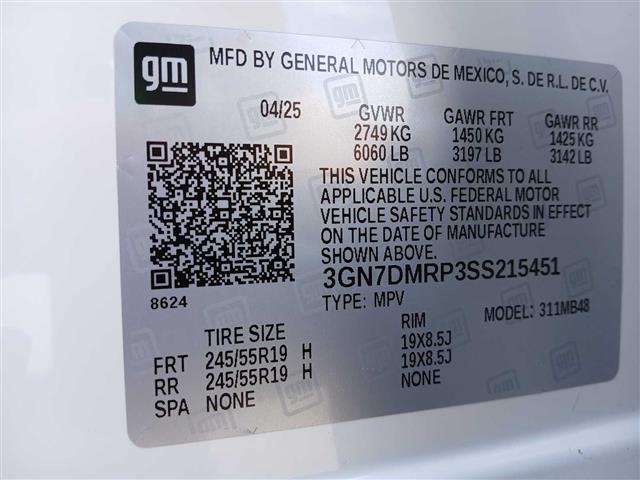 gm
MFD BY GENERAL MOTORS DE MEXICO, S. DE R.L. DE C.V.
04/25 GVWR GAWR FRT GAWR RR
2749 KG 1450 KG 1425 KG
6060 LB 3197 LB 3142 LB
THIS VEHICLE CONFORMS TO ALL
APPLICABLE U.S. FEDERAL MOTOR
VEHICLE SAFETY STANDARDS IN EFFECT
ON THE DATE OF MANUFACTURE
SHOWN ABOVE.
3GN7DMRP3SS215451
8624
TYPE: MPV MODEL: 311MB48
TIRE SIZE RIM
FRT 245/55R19 H 19X8.5J
RR 245/55R19 H 19X8.5J
SPA NONE NONE